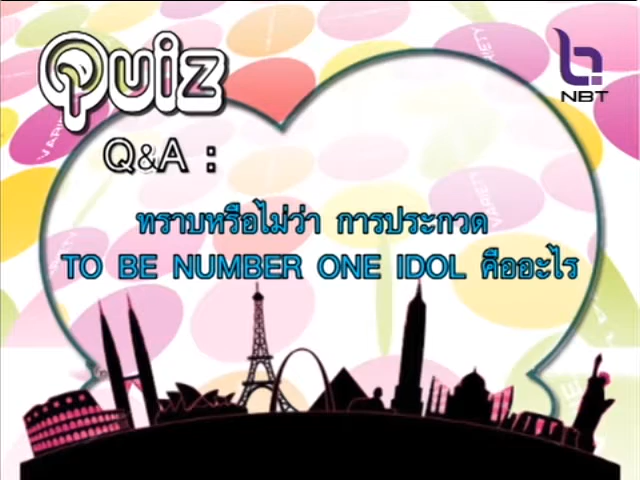 Quiz
NBT
Q&A :
ทราบหรือไม่ว่า การประกวด
TO BE NUMBER ONE IDOL คืออะไร
VARIETY